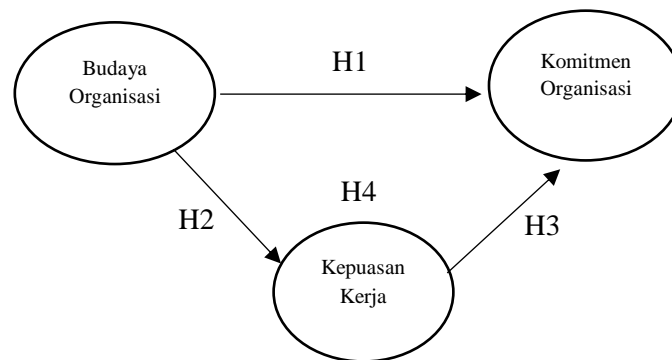 Budaya
Organisasi
H1
Komitmen
Organisasi
H2
H4
H3
Kepuasan
Kerja